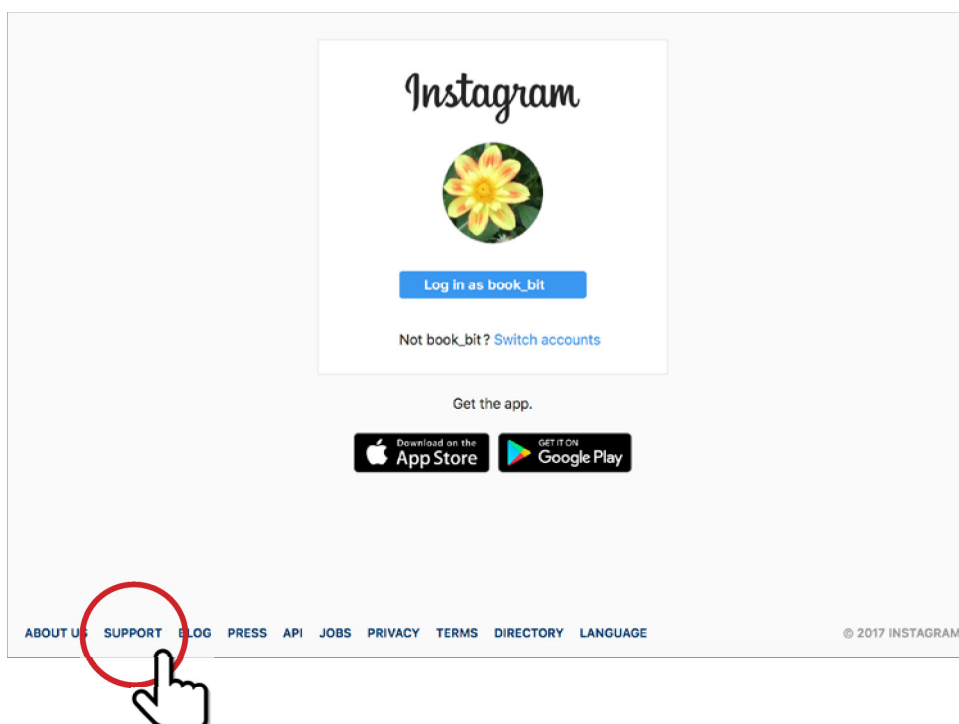 Instagram
Log in as book_bit
Not book_bit? Switch accounts
Get the app.
Download on the
App Store
GET IT ON
Google Play
ABOUT US SUPPORT BLOG PRESS API JOBS PRIVACY TERMS DIRECTORY LANGUAGE © 2017 INSTAGRAM